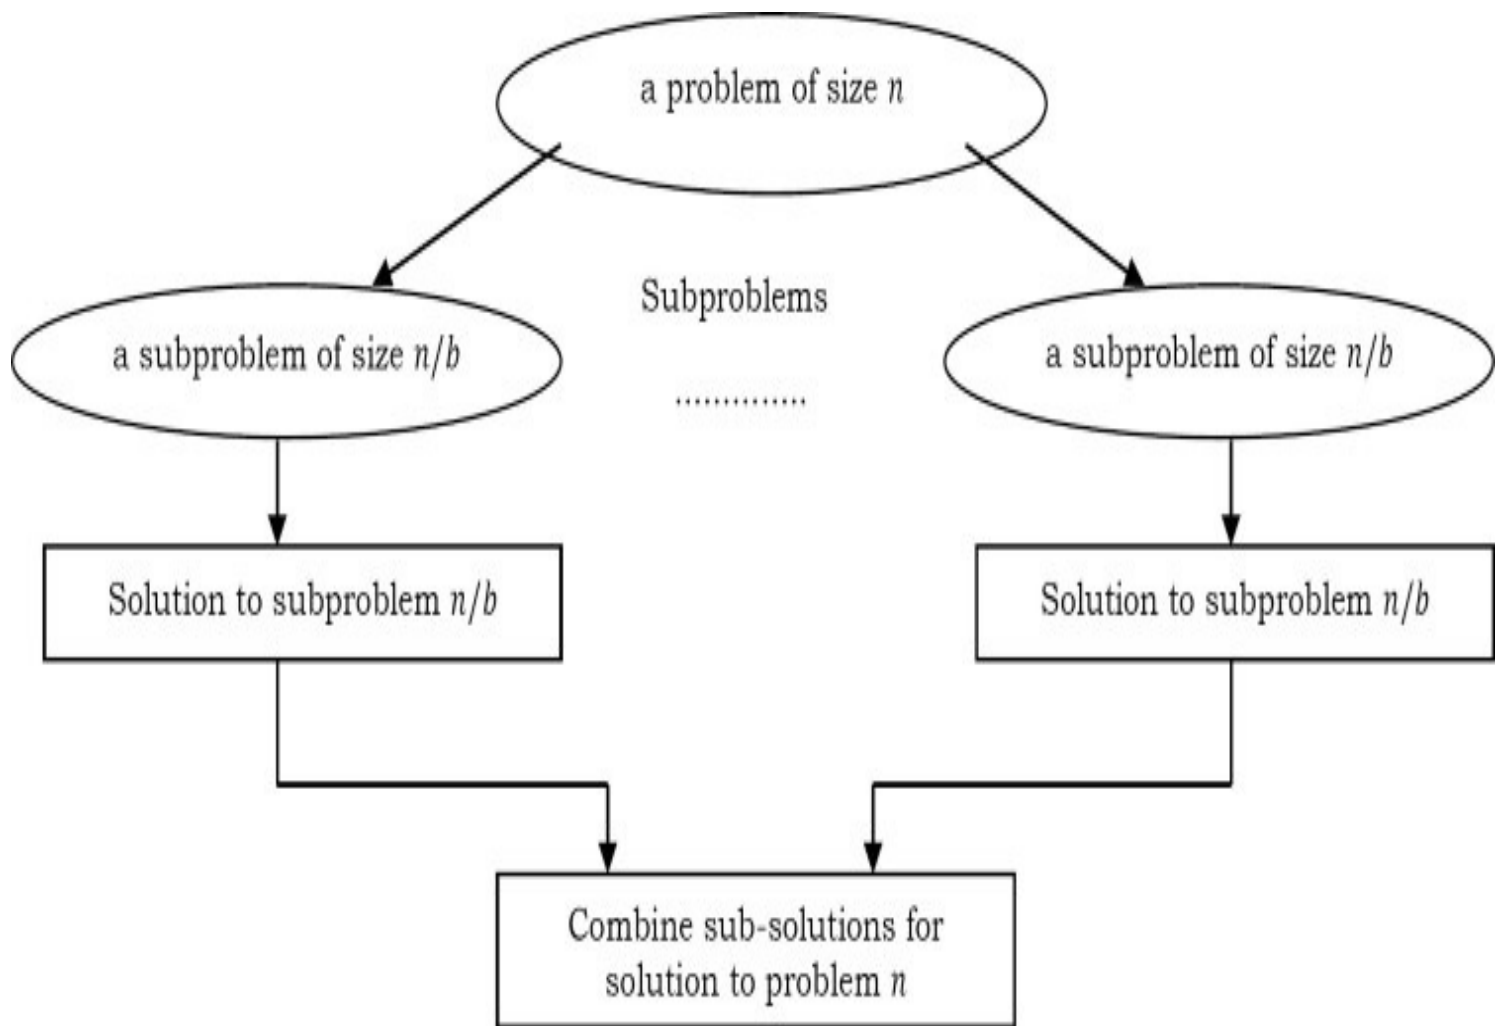 a problem of size n
Subproblems
a subproblem of size n/b
..............
a subproblem of size n/b
Solution to subproblem n/b
Solution to subproblem n/b
Combine sub-solutions for
solution to problem n